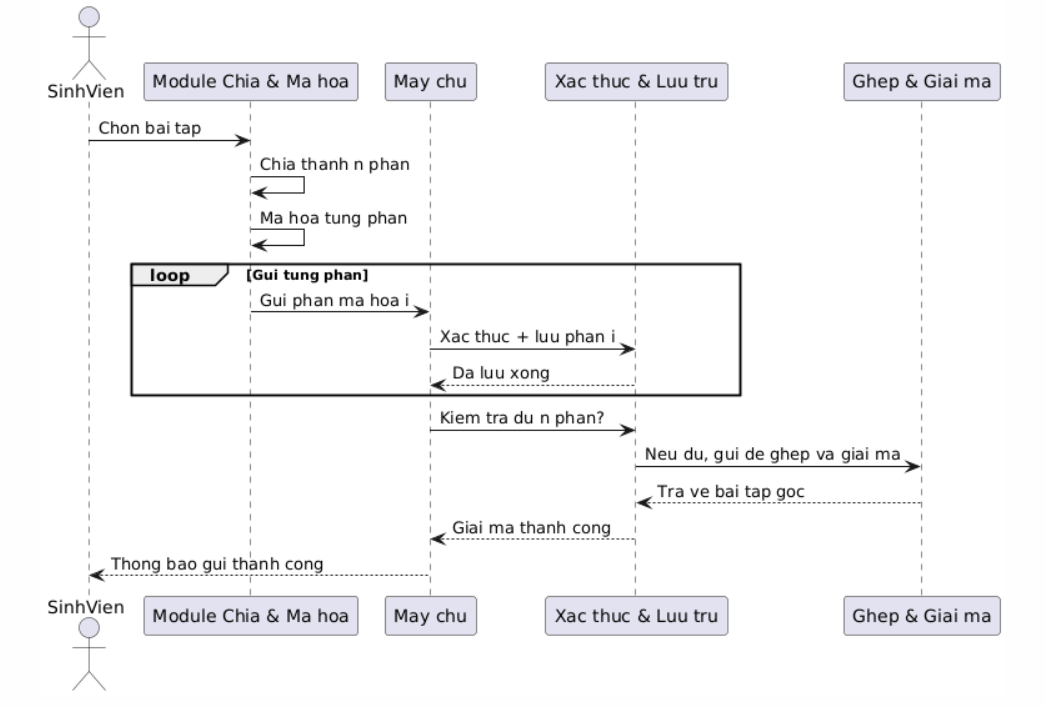 SinhVien
Module Chia & Ma hoa
May chu
Xac thuc & Luu tru
Ghep & Giai ma
Chon bai tap
Chia thanh n phan
Ma hoa tung phan
loop [Gui tung phan]
Gui phan ma hoa i
Xac thuc + luu phan i
Da luu xong
Kiem tra du n phan?
Neu du, gui de ghep va giai ma
Tra ve bai tap goc
Giai ma thanh cong
Thong bao gui thanh cong
SinhVien
Module Chia & Ma hoa
May chu
Xac thuc & Luu tru
Ghep & Giai ma